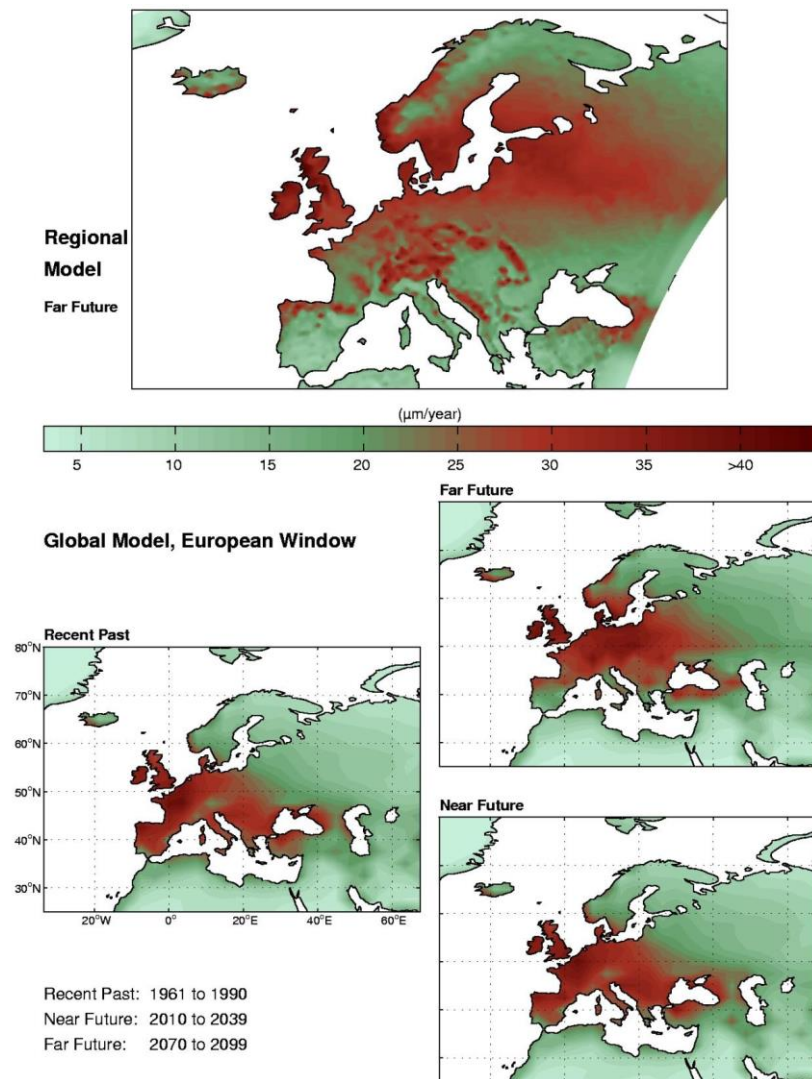 Regional
Model
Far Future
(μm/year)
5 10 15 20 25 30 35 >40
Far Future
Global Model, European Window
Recent Past
80°N
70°N
60°N
50°N
40°N
30°N
20°W 0° 20°E 40°E 60°E
Near Future
Recent Past: 1961 to 1990
Near Future: 2010 to 2039
Far Future: 2070 to 2099